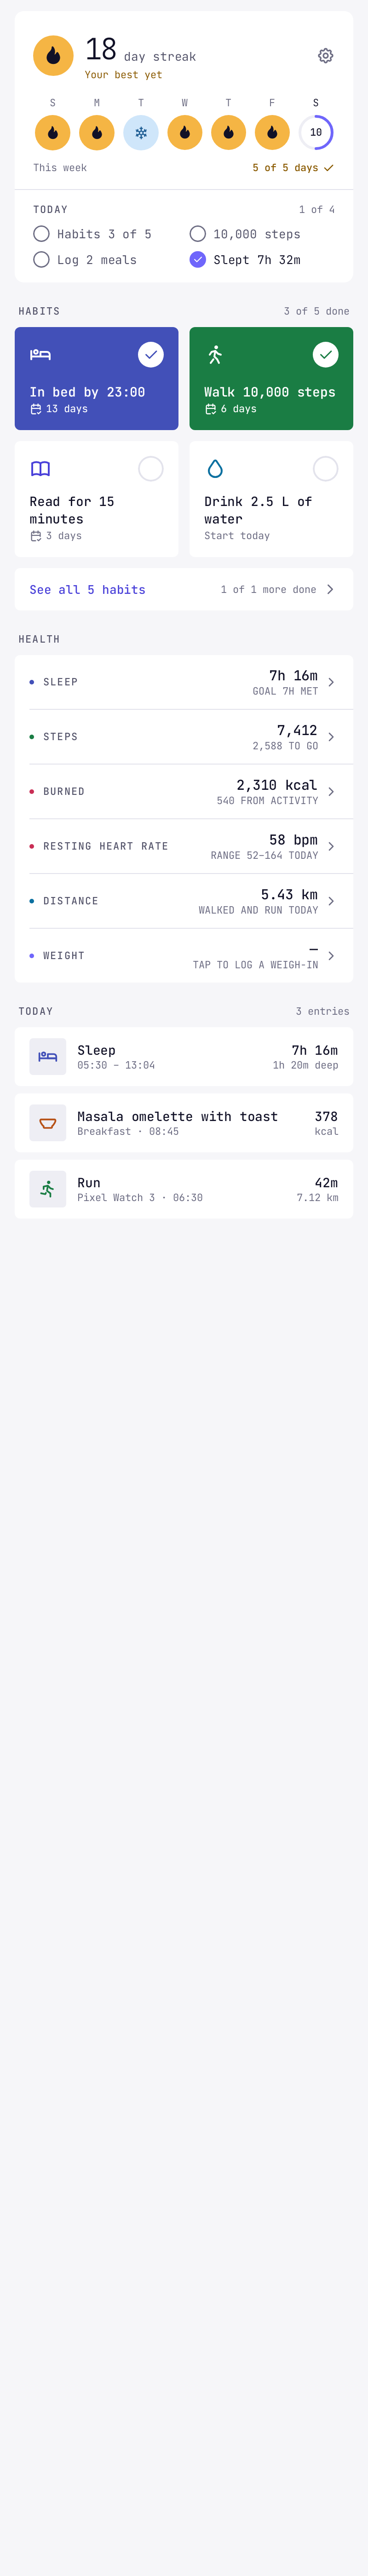 18 day streak
Your best yet
S M T W T F S
10
This week 5 of 5 days
TODAY 1 of 4
Habits 3 of 5 10,000 steps
Log 2 meals Slept 7h 32m
HABITS 3 of 5 done
In bed by 23:00
13 days
Walk 10,000 steps
6 days
Read for 15
minutes
3 days
Drink 2.5 L of
water
Start today
See all 5 habits 1 of 1 more done
HEALTH
SLEEP 7h 16m
GOAL 7H MET
STEPS 7,412
2,588 TO GO
BURNED 2,310 kcal
540 FROM ACTIVITY
RESTING HEART RATE 58 bpm
RANGE 52–164 TODAY
DISTANCE 5.43 km
WALKED AND RUN TODAY
WEIGHT —
TAP TO LOG A WEIGH-IN
TODAY 3 entries
Sleep 7h 16m
05:30 – 13:04 1h 20m deep
Masala omelette with toast 378
Breakfast · 08:45 kcal
Run 42m
Pixel Watch 3 · 06:30 7.12 km